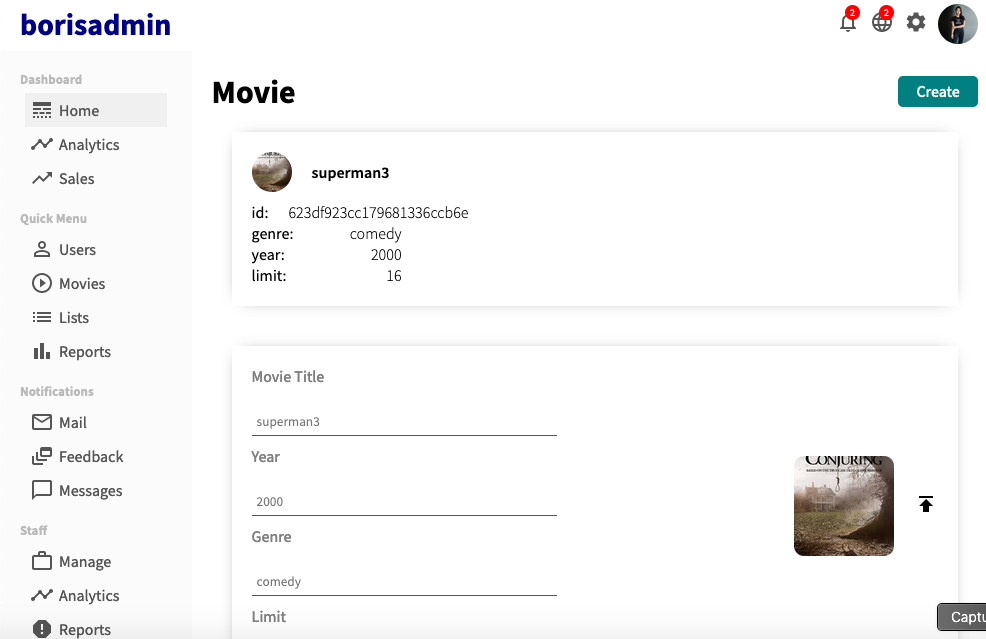 borisadmin
2
2
Dashboard
Home
Analytics
Sales
Quick Menu
Users
Movies
Lists
Reports
Notifications
Mail
Feedback
Messages
Staff
Manage
Analytics
Reports
Movie
Create
superman3
id: 623df923cc179681336ccb6e
genre: comedy
year: 2000
limit: 16
Movie Title
superman3
Year
2000
Genre
comedy
Limit
CONJURING
Captu